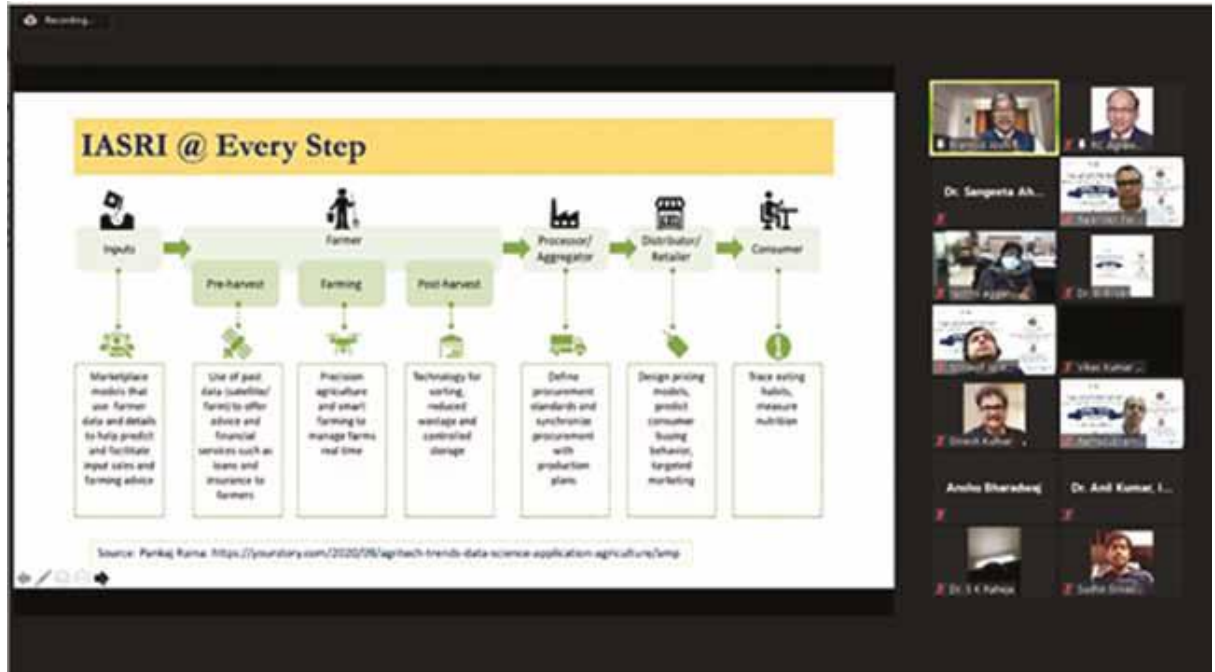 Recording...
IASRI @ Every Step
Inputs
Farmer
Processor/
Aggregator
Distributor/
Retailer
Consumer
Pre-harvest
Farming
Post-harvest
Marketplace
models that
use farmer
data and details
to help predict
and facilitate
input sales and
farming advice
Use of past
data (satellite/
farm) to offer
advice and
financial
services such as
loans and
insurance to
farmers
Precision
agriculture
and smart
farming to
manage farms
real time
Technology for
sorting,
reduced
wastage and
controlled
storage
Define
procurement
standards and
synchronize
procurement
with
production
plans
Design pricing
models,
predict
consumer
buying
behavior,
targeted
marketing
Trace eating
habits,
measure
nutrition
Source: Pankaj Raina: https://yourstory.com/2020/09/agritech-trends-data-science-application-agriculture/amp
RC Agraw...
Dr. Sangeeta Ah...
Vikas Kumar ...
Dinesh Kumar
Anshu Bharadwaj
Dr. Anil Kumar, I...
Dr. S K Raheja
Sudhir Srivas...